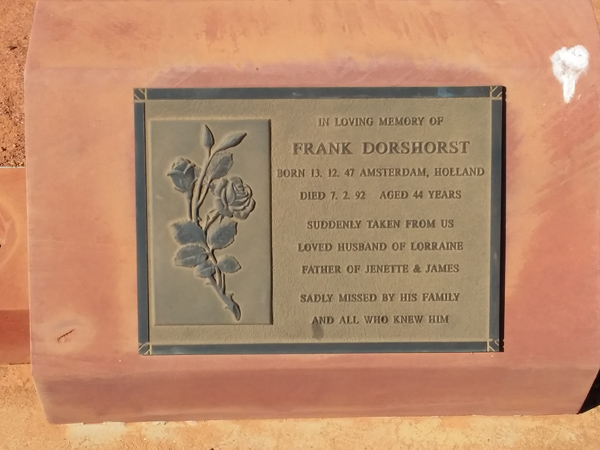 IN LOVING MEMORY OF
FRANK DORSHORST
BORN 13. 12. 47 AMSTERDAM, HOLLAND
DIED 7. 2. 92 AGED 44 YEARS
SUDDENLY TAKEN FROM US
LOVED HUSBAND OF LORRAINE
FATHER OF JENETTE & JAMES
SADLY MISSED BY HIS FAMILY
AND ALL WHO KNEW HIM